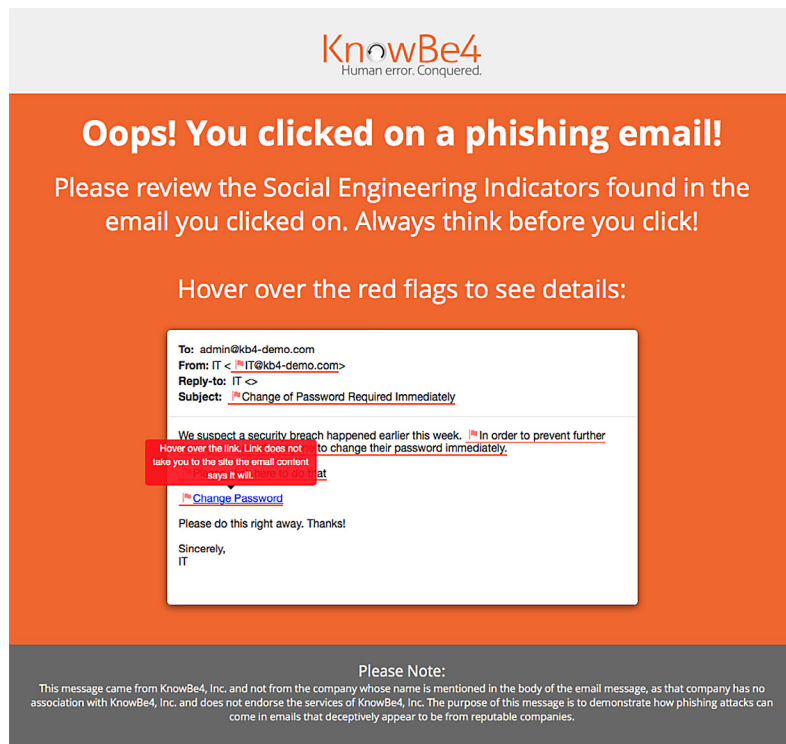 KnowBe4
Human error. Conquered.
Oops! You clicked on a phishing email!
Please review the Social Engineering Indicators found in the
email you clicked on. Always think before you click!
Hover over the red flags to see details:
To: admin@kb4-demo.com
From: IT <IT@kb4-demo.com>
Reply-to: IT <>
Subject: Change of Password Required Immediately
We suspect a security breach happened earlier this week. In order to prevent further
to change their password immediately.
Hover over the link. Link does not
take you to the site the email content
says it will.
that
Change Password
Please do this right away. Thanks!
Sincerely,
IT
Please Note:
This message came from KnowBe4, Inc. and not from the company whose name is mentioned in the body of the email message, as that company has no
association with KnowBe4, Inc. and does not endorse the services of KnowBe4, Inc. The purpose of this message is to demonstrate how phishing attacks can
come in emails that deceptively appear to be from reputable companies.